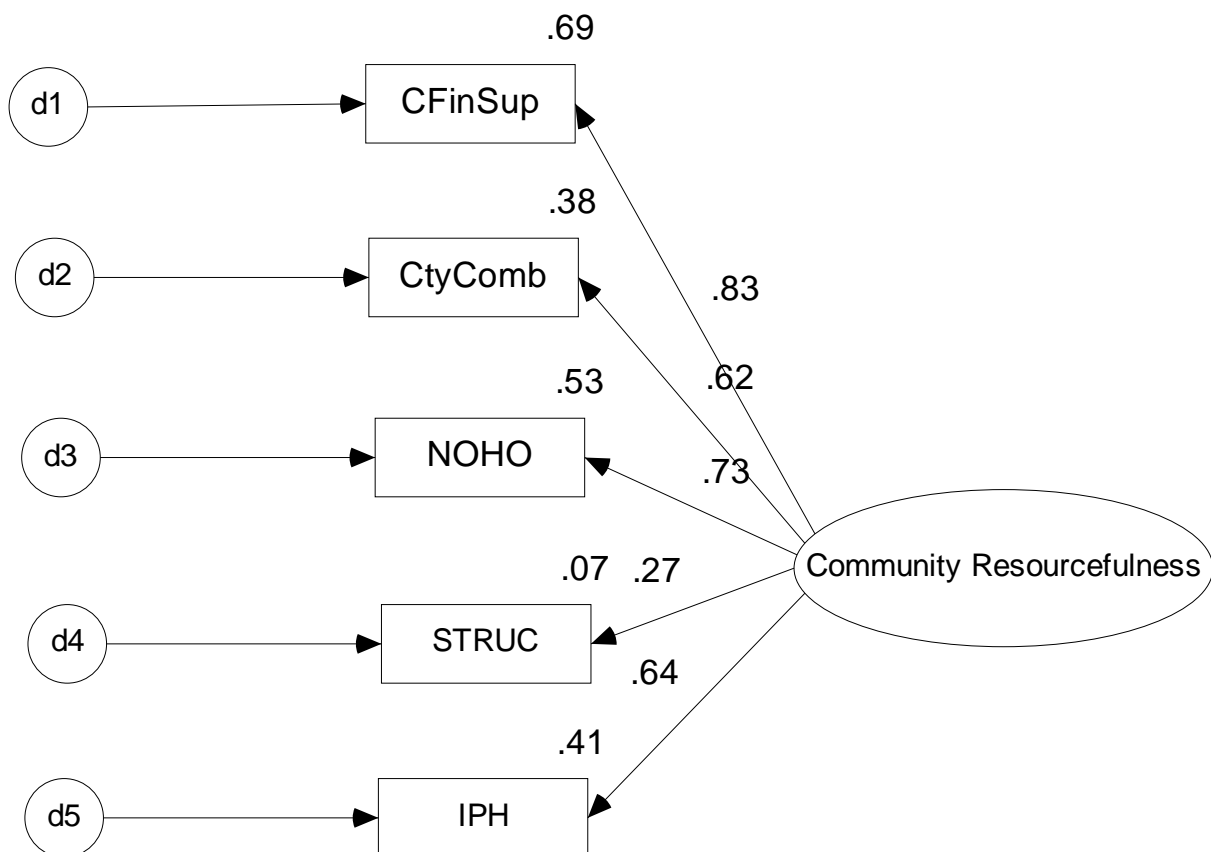 .69
d1
CFinSup
.38
d2
CtyComb
.83
.53
.62
d3
NOHO
.73
.07
.27
Community Resourcefulness
d4
STRUC
.64
.41
d5
IPH